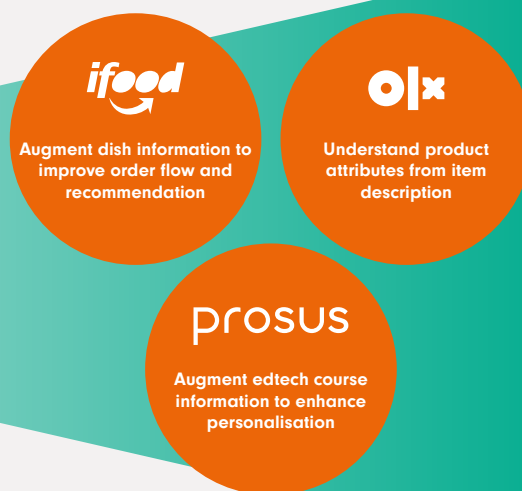 ifood
Augment dish information to
improve order flow and
recommendation
olx
Understand product
attributes from item
description
prosus
Augment edtech course
information to enhance
personalisation